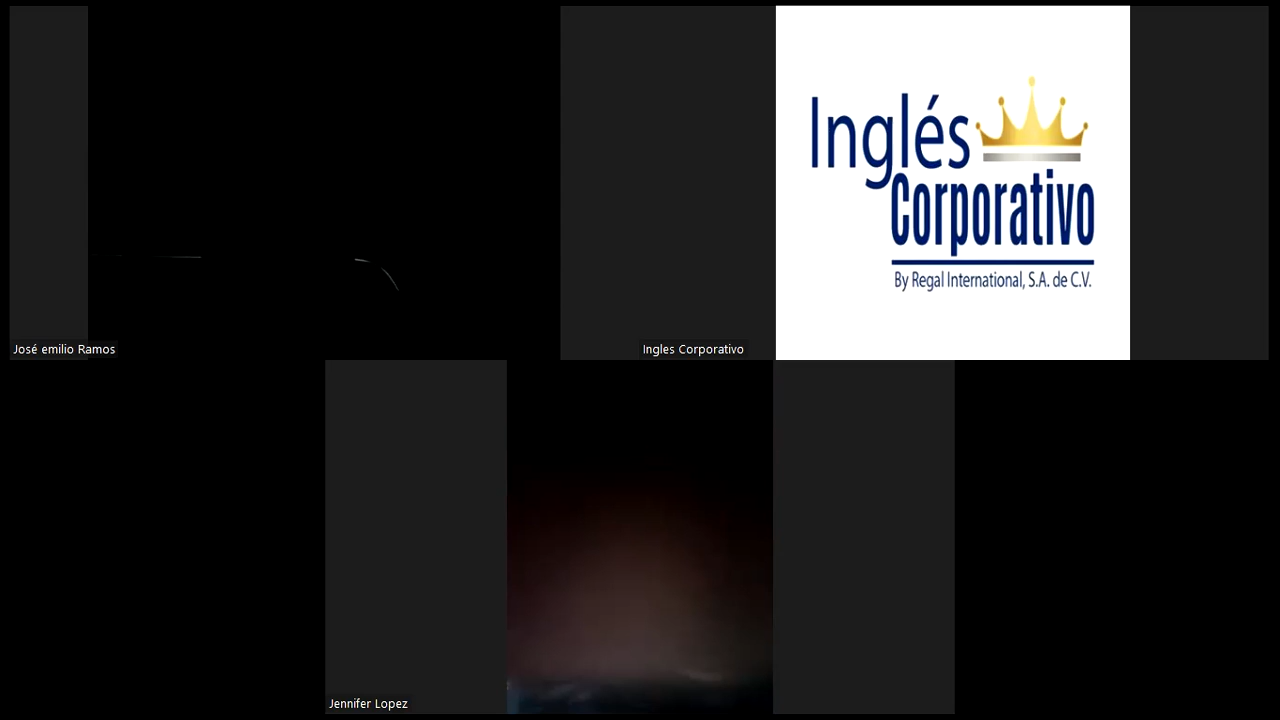 Inglés
Corporativo
By Regal International, S.A. de C.V.
José emilio Ramos
Ingles Corporativo
Jennifer Lopez